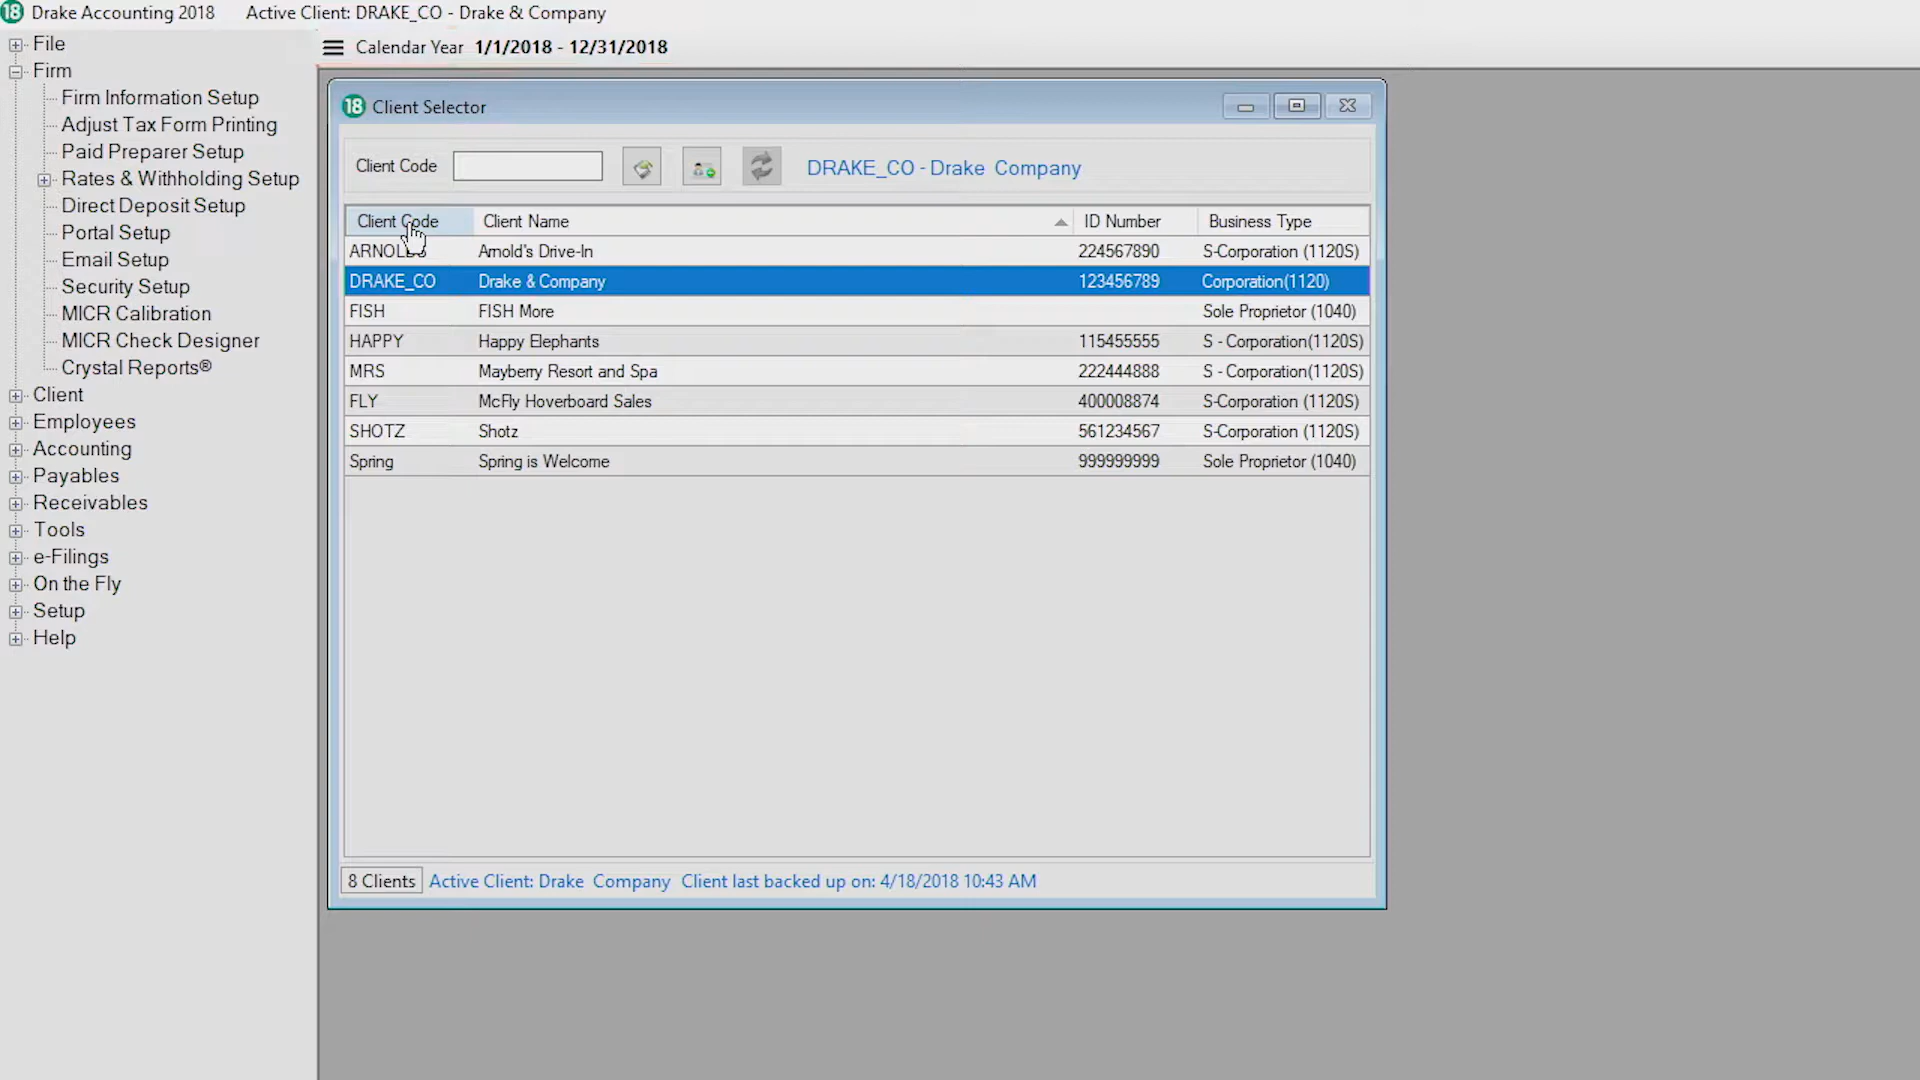 18 Drake Accounting 2018 Active Client: DRAKE_CO - Drake & Company
File
Firm
Firm Information Setup
Adjust Tax Form Printing
Paid Preparer Setup
Rates & Withholding Setup
Direct Deposit Setup
Portal Setup
Email Setup
Security Setup
MICR Calibration
MICR Check Designer
Crystal Reports®
Client
Employees
Accounting
Payables
Receivables
Tools
e-Filings
On the Fly
Setup
Help
Calendar Year 1/1/2018 - 12/31/2018
18 Client Selector
Client Code DRAKE_CO - Drake Company
Client Code Client Name ID Number Business Type
ARNOLDS Arnold's Drive-In 224567890 S-Corporation (1120S)
DRAKE_CO Drake & Company 123456789 Corporation(1120)
FISH FISH More Sole Proprietor (1040)
HAPPY Happy Elephants 115455555 S - Corporation(1120S)
MRS Mayberry Resort and Spa 222444888 S - Corporation(1120S)
FLY McFly Hoverboard Sales 400008874 S-Corporation (1120S)
SHOTZ Shotz 561234567 S-Corporation (1120S)
Spring Spring is Welcome 999999999 Sole Proprietor (1040)
8 Clients Active Client: Drake Company Client last backed up on: 4/18/2018 10:43 AM